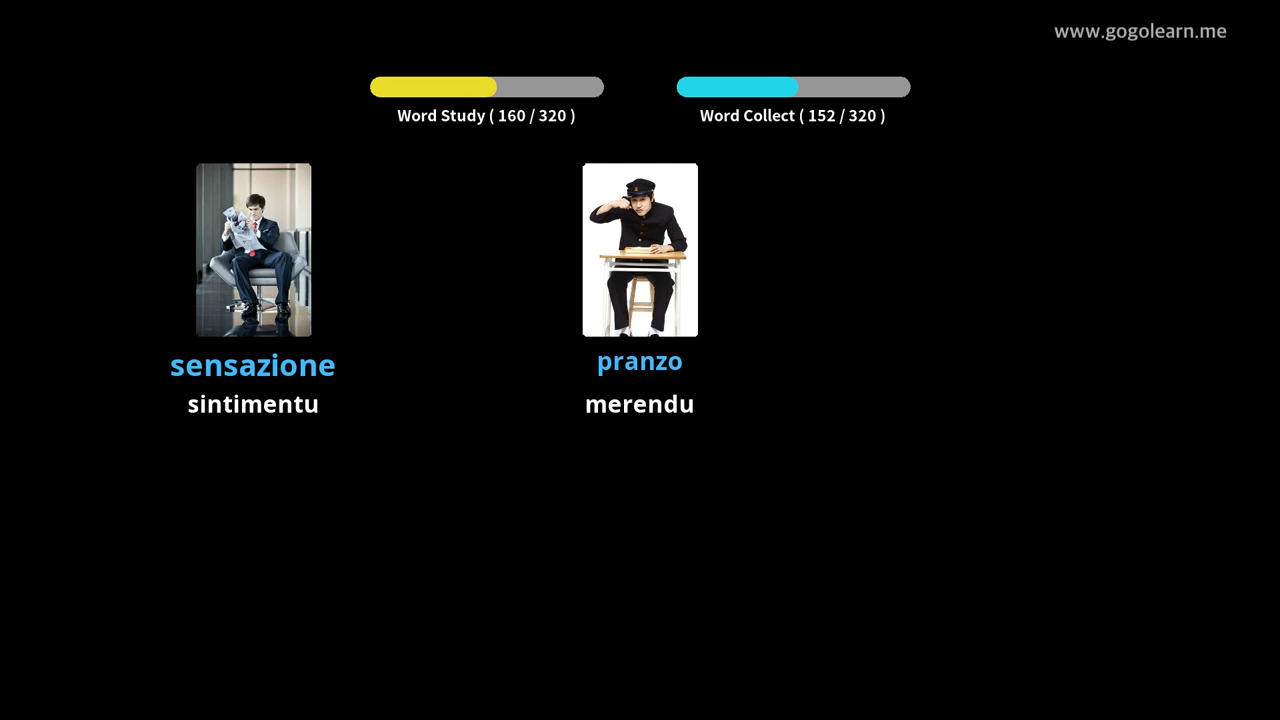 www.gogolearn.me
Word Study ( 160 / 320 )
Word Collect ( 152 / 320 )
sensazione
sintimentu
pranzo
merendu